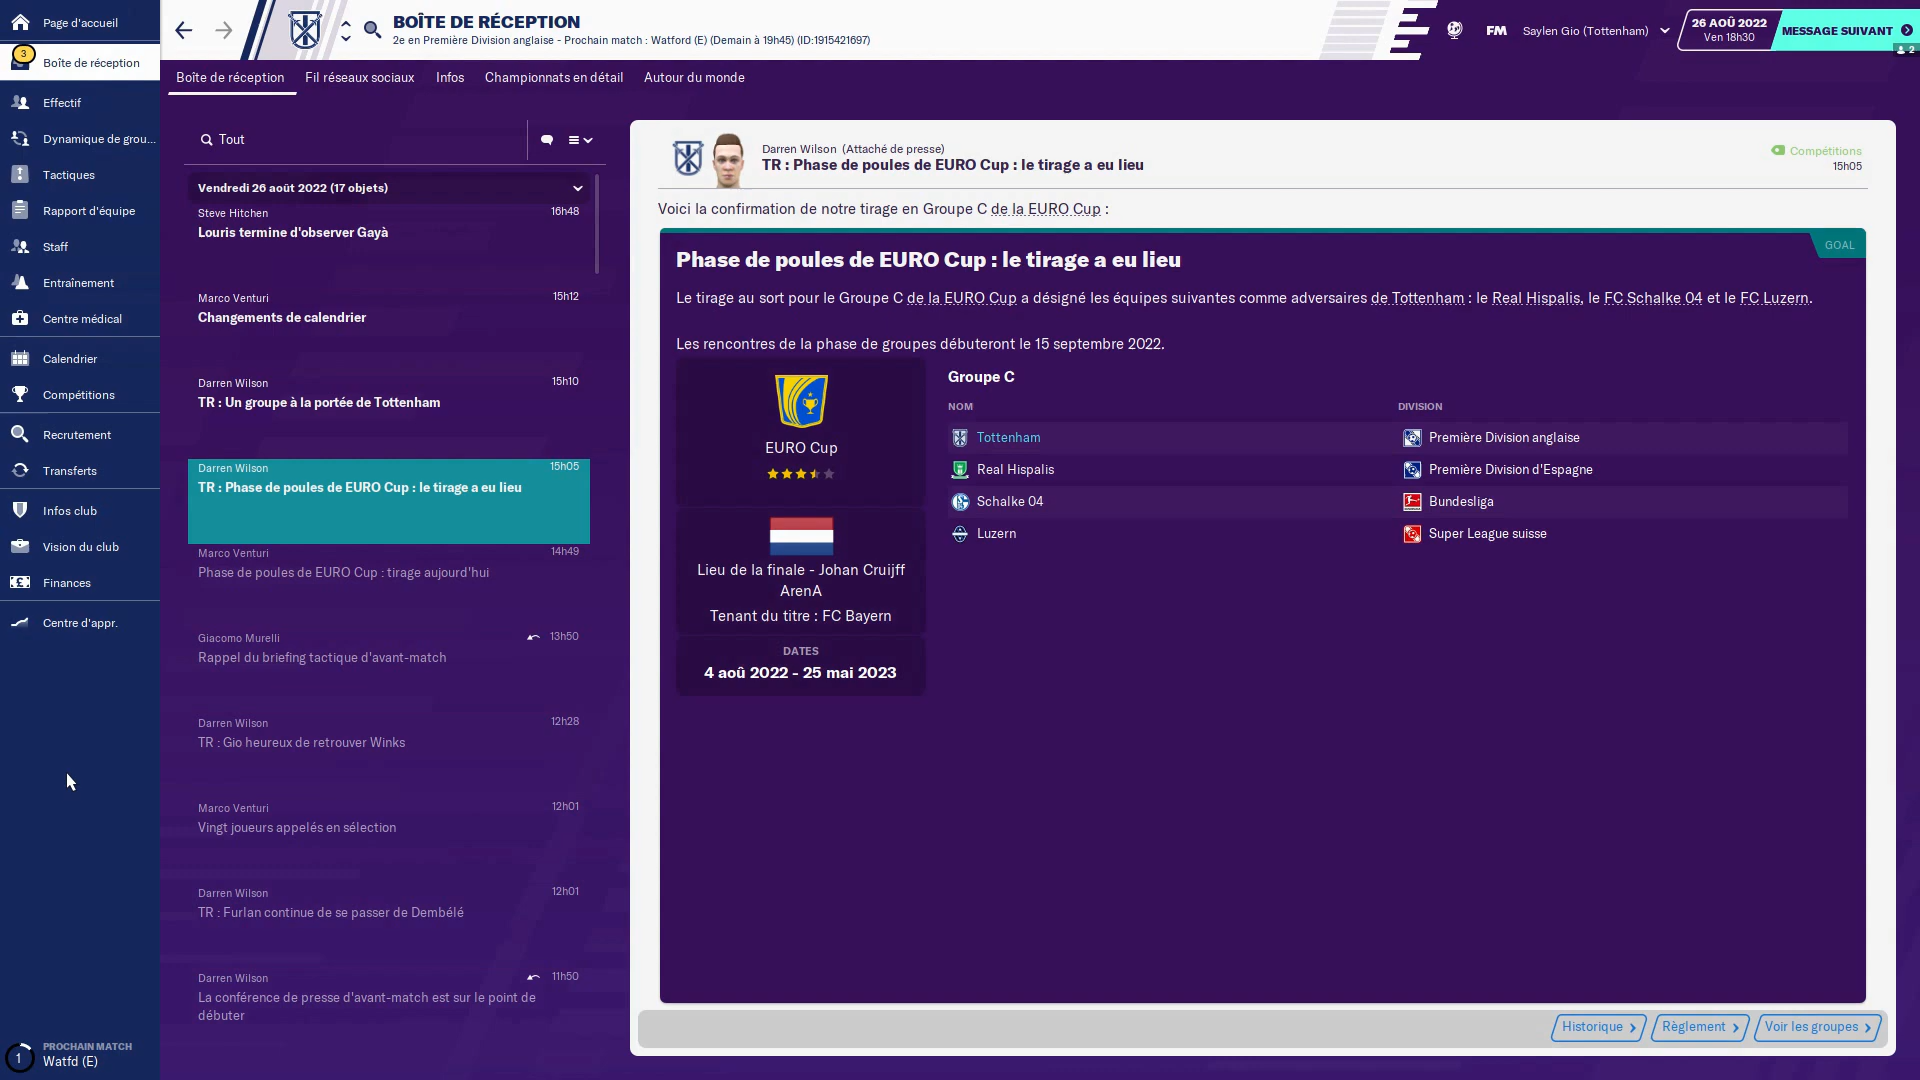 Page d'accueil
3
Boîte de réception
Effectif
Dynamique de grou...
Tactiques
Rapport d'équipe
Staff
Entraînement
Centre médical
Calendrier
Compétitions
Recrutement
Transferts
Infos club
Vision du club
Finances
Centre d'appr.
1
PROCHAIN MATCH
Watfd (E)
BOÎTE DE RÉCEPTION
2e en Première Division anglaise - Prochain match : Watford (E) (Demain à 19h45) (ID:1915421697)
FM
Saylen Gio (Tottenham)
26 AOÛ 2022
Ven 18h30
MESSAGE SUIVANT
2
Boîte de réception Fil réseaux sociaux Infos Championnats en détail Autour du monde
Tout
Vendredi 26 août 2022 (17 objets)
Steve Hitchen 16h48
Louris termine d'observer Gayà
Marco Venturi 15h12
Changements de calendrier
Darren Wilson 15h10
TR : Un groupe à la portée de Tottenham
Darren Wilson 15h05
TR : Phase de poules de EURO Cup : le tirage a eu lieu
Marco Venturi 14h49
Phase de poules de EURO Cup : tirage aujourd'hui
Giacomo Murelli 13h50
Rappel du briefing tactique d'avant-match
Darren Wilson 12h28
TR : Gio heureux de retrouver Winks
Marco Venturi 12h01
Vingt joueurs appelés en sélection
Darren Wilson 12h01
TR : Furlan continue de se passer de Dembélé
Darren Wilson 11h50
La conférence de presse d'avant-match est sur le point de
débuter
Darren Wilson (Attaché de presse)
TR : Phase de poules de EURO Cup : le tirage a eu lieu
Compétitions
15h05
Voici la confirmation de notre tirage en Groupe C de la EURO Cup :
GOAL
Phase de poules de EURO Cup : le tirage a eu lieu
Le tirage au sort pour le Groupe C de la EURO Cup a désigné les équipes suivantes comme adversaires de Tottenham : le Real Hispalis, le FC Schalke 04 et le FC Luzern.
Les rencontres de la phase de groupes débuteront le 15 septembre 2022.
EURO Cup
Lieu de la finale - Johan Cruijff
ArenA
Tenant du titre : FC Bayern
DATES
4 aoû 2022 - 25 mai 2023
Groupe C
NOM DIVISION
Tottenham Première Division anglaise
Real Hispalis Première Division d'Espagne
Schalke 04 Bundesliga
Luzern Super League suisse
Historique Règlement Voir les groupes